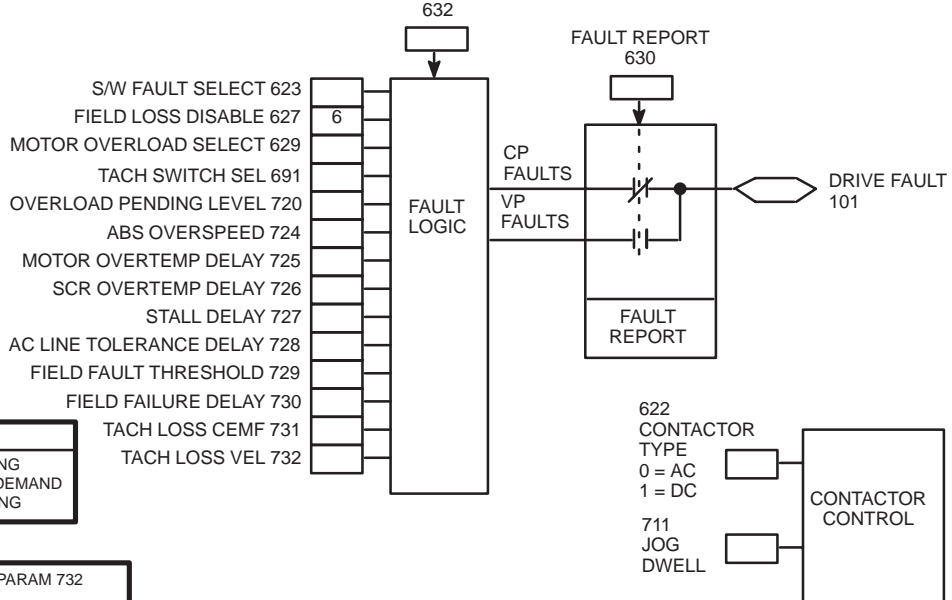 632
FAULT REPORT
630
S/W FAULT SELECT 623
FIELD LOSS DISABLE 627 6
MOTOR OVERLOAD SELECT 629
TACH SWITCH SEL 691
OVERLOAD PENDING LEVEL 720
ABS OVERSPEED 724
MOTOR OVERTEMP DELAY 725
SCR OVERTEMP DELAY 726
STALL DELAY 727
AC LINE TOLERANCE DELAY 728
FIELD FAULT THRESHOLD 729
FIELD FAILURE DELAY 730
TACH LOSS CEMF 731
TACH LOSS VEL 732
FAULT
LOGIC
CP
FAULTS
VP
FAULTS
FAULT
REPORT
DRIVE FAULT
101
NG
DEMAND
NG
PARAM 732
622
CONTACTOR
TYPE
0 = AC
1 = DC
711
JOG
DWELL
CONTACTOR
CONTROL